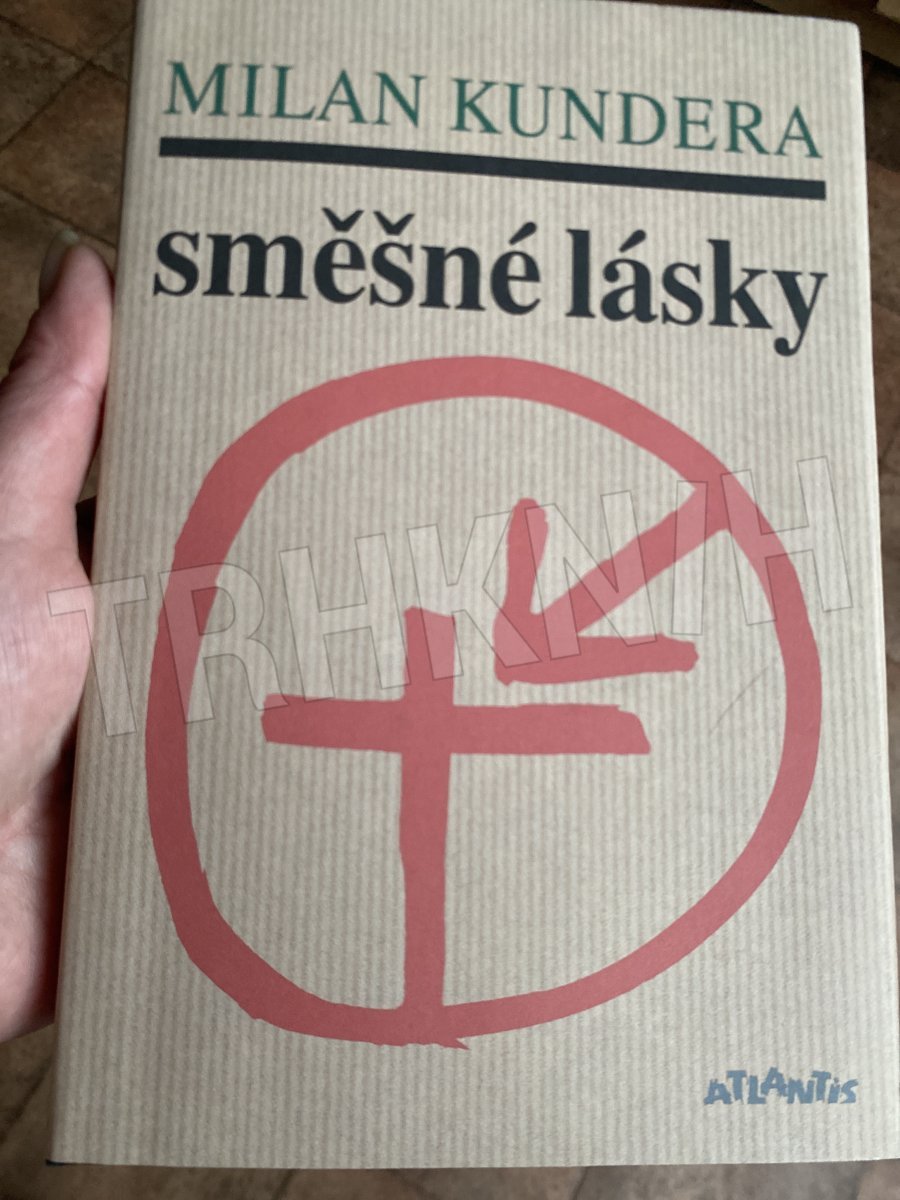 MILAN KUNDERA
směšné lásky
TRHKNIH
ATLANTIS